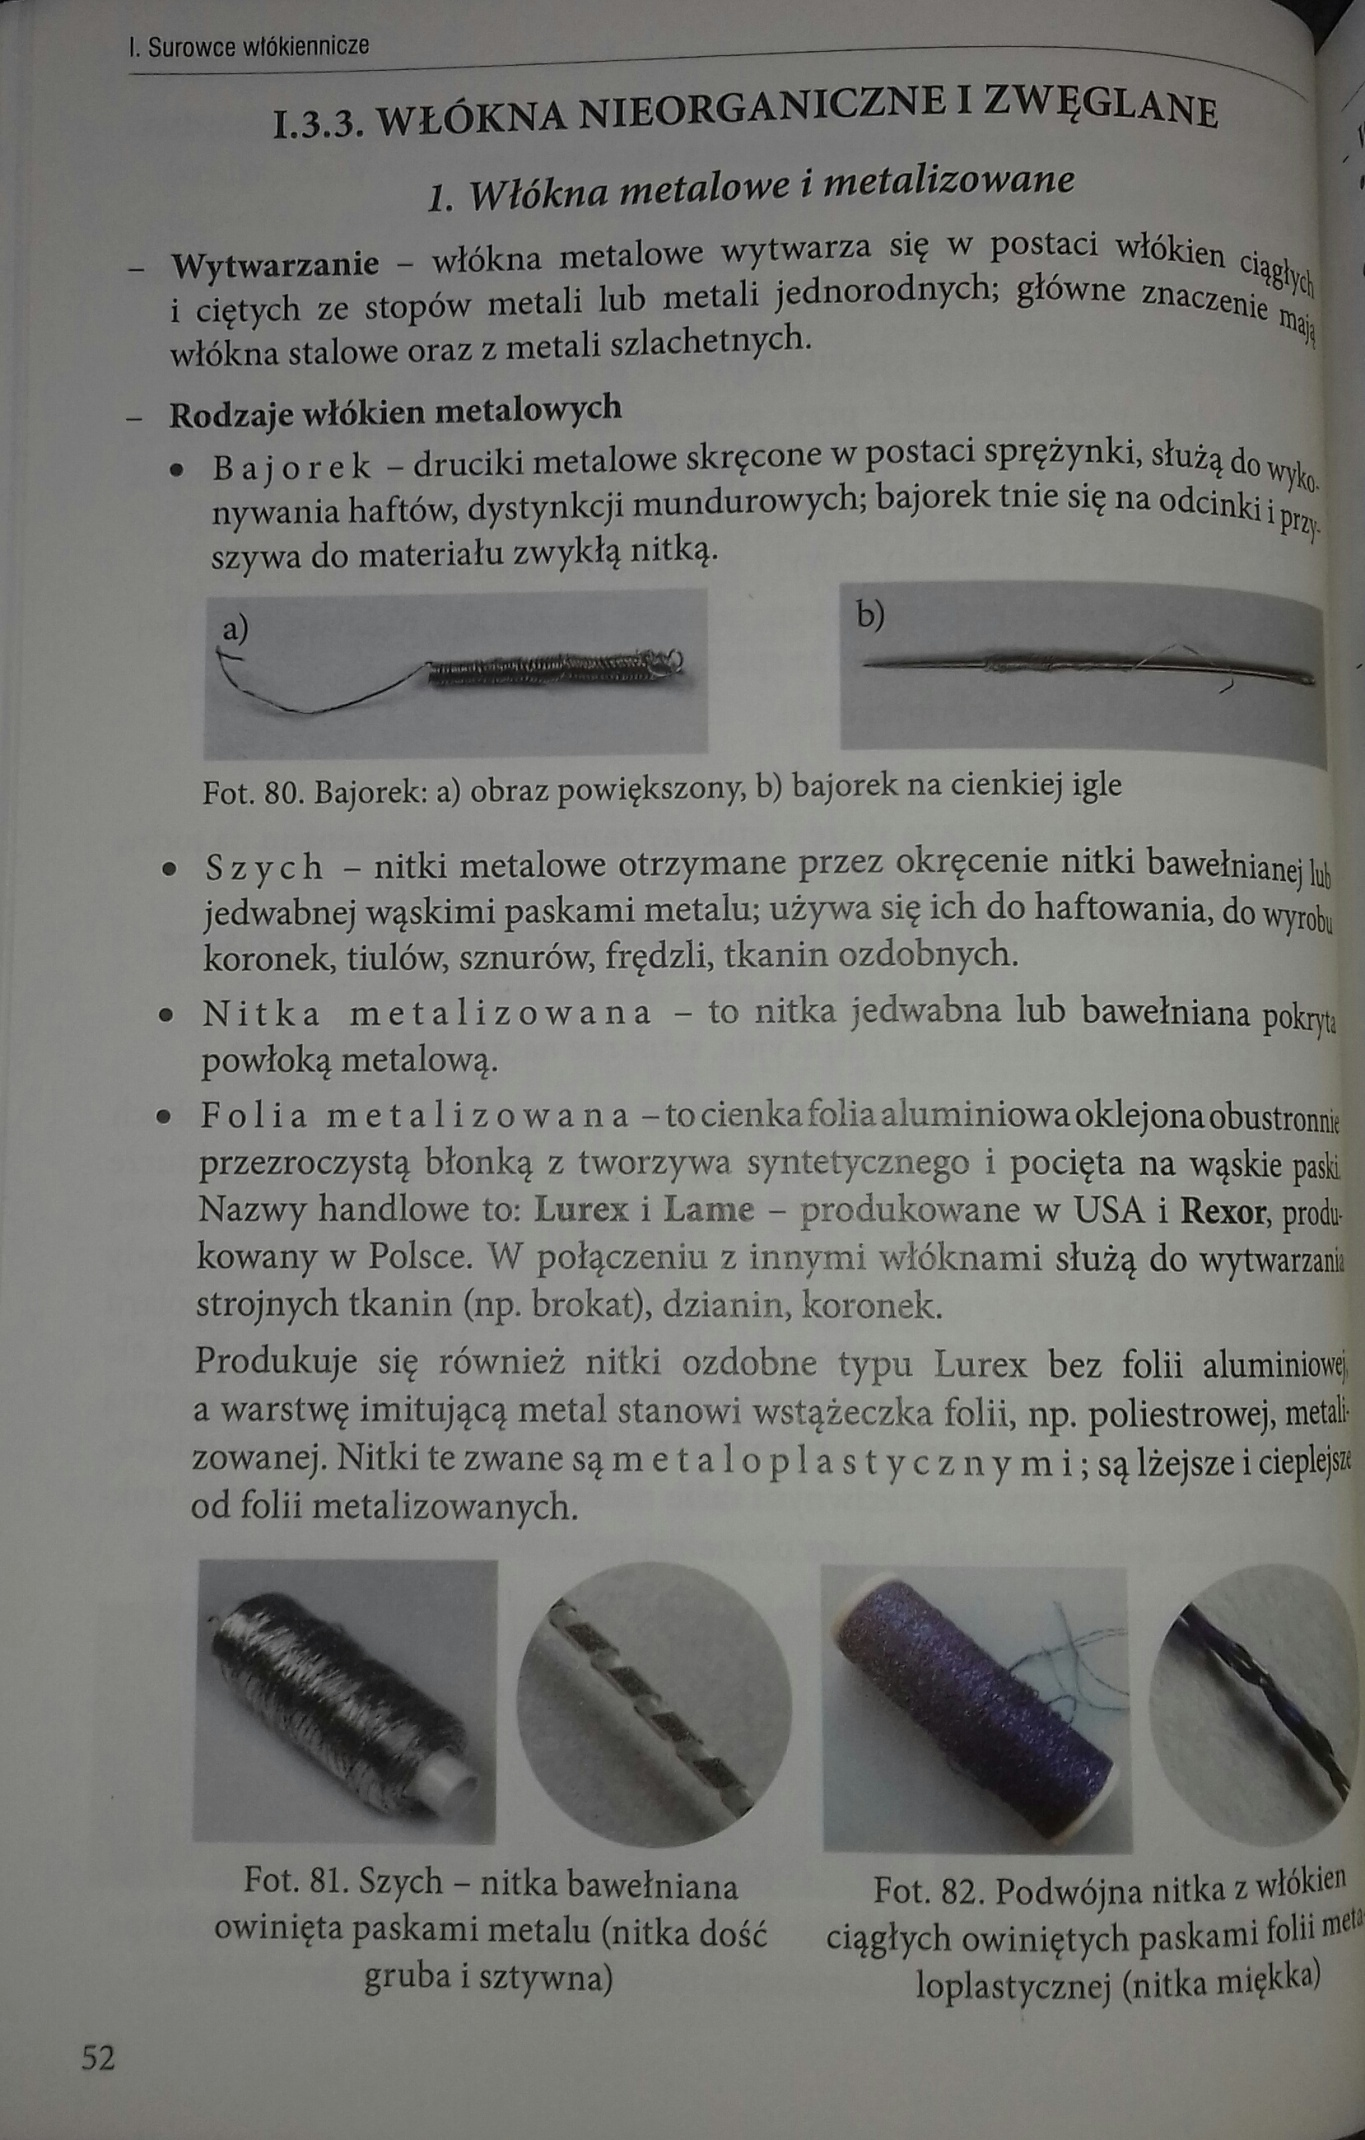 I. Surowce włókiennicze
I.3.3. WŁÓKNA NIEORGANICZNE I ZWĘGLANE
1. Włókna metalowe i metalizowane
– Wytwarzanie – włókna metalowe wytwarza się w postaci włókien ciągłych
i ciętych ze stopów metali lub metali jednorodnych; główne znaczenie mają
włókna stalowe oraz z metali szlachetnych.
– Rodzaje włókien metalowych
• Bajorek – druciki metalowe skręcone w postaci sprężynki, służą do wyko-
nywania haftów, dystynkcji mundurowych; bajorek tnie się na odcinki i przy-
szywa do materiału zwykłą nitką.
a)
b)
Fot. 80. Bajorek: a) obraz powiększony, b) bajorek na cienkiej igle
• Szych – nitki metalowe otrzymane przez okręcenie nitki bawełnianej lub
jedwabnej wąskimi paskami metalu; używa się ich do haftowania, do wyrobu
koronek, tiulów, sznurów, frędzli, tkanin ozdobnych.
• Nitka metalizowana – to nitka jedwabna lub bawełniana pokryta
powłoką metalową.
• Folia metalizowana – to cienka folia aluminiowa oklejona obustronnie
przezroczystą błonką z tworzywa syntetycznego i pocięta na wąskie paski.
Nazwy handlowe to: Lurex i Lame – produkowane w USA i Rexor, produ-
kowany w Polsce. W połączeniu z innymi włóknami służą do wytwarzania
strojnych tkanin (np. brokat), dzianin, koronek.
Produkuje się również nitki ozdobne typu Lurex bez folii aluminiowej,
a warstwę imitującą metal stanowi wstążeczka folii, np. poliestrowej, metali-
zowanej. Nitki te zwane są metaloplastycznymi; są lżejsze i cieplejsze
od folii metalizowanych.
Fot. 81. Szych – nitka bawełniana
owinięta paskami metalu (nitka dość
gruba i sztywna)
Fot. 82. Podwójna nitka z włókien
ciągłych owiniętych paskami folii meta-
loplastycznej (nitka miękka)
52